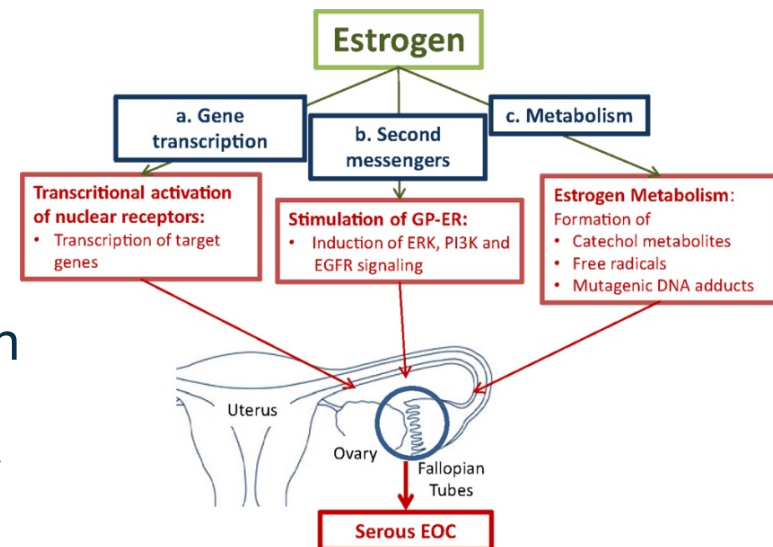 Estrogen
a. Gene
transcription
b. Second
messengers
c. Metabolism
Transcritional activation
of nuclear receptors:
• Transcription of target
genes
Stimulation of GP-ER:
• Induction of ERK, PI3K and
EGFR signaling
Estrogen Metabolism:
Formation of
• Catechol metabolites
• Free radicals
• Mutagenic DNA adducts
Uterus
Ovary
Fallopian
Tubes
Serous EOC